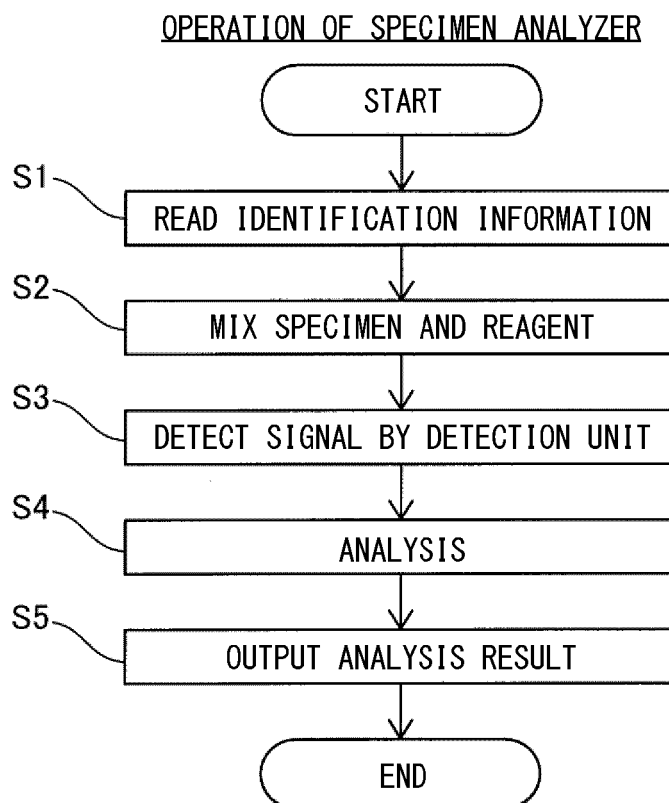 OPERATION OF SPECIMEN ANALYZER
START
S1
READ IDENTIFICATION INFORMATION
S2
MIX SPECIMEN AND REAGENT
S3
DETECT SIGNAL BY DETECTION UNIT
S4
ANALYSIS
S5
OUTPUT ANALYSIS RESULT
END